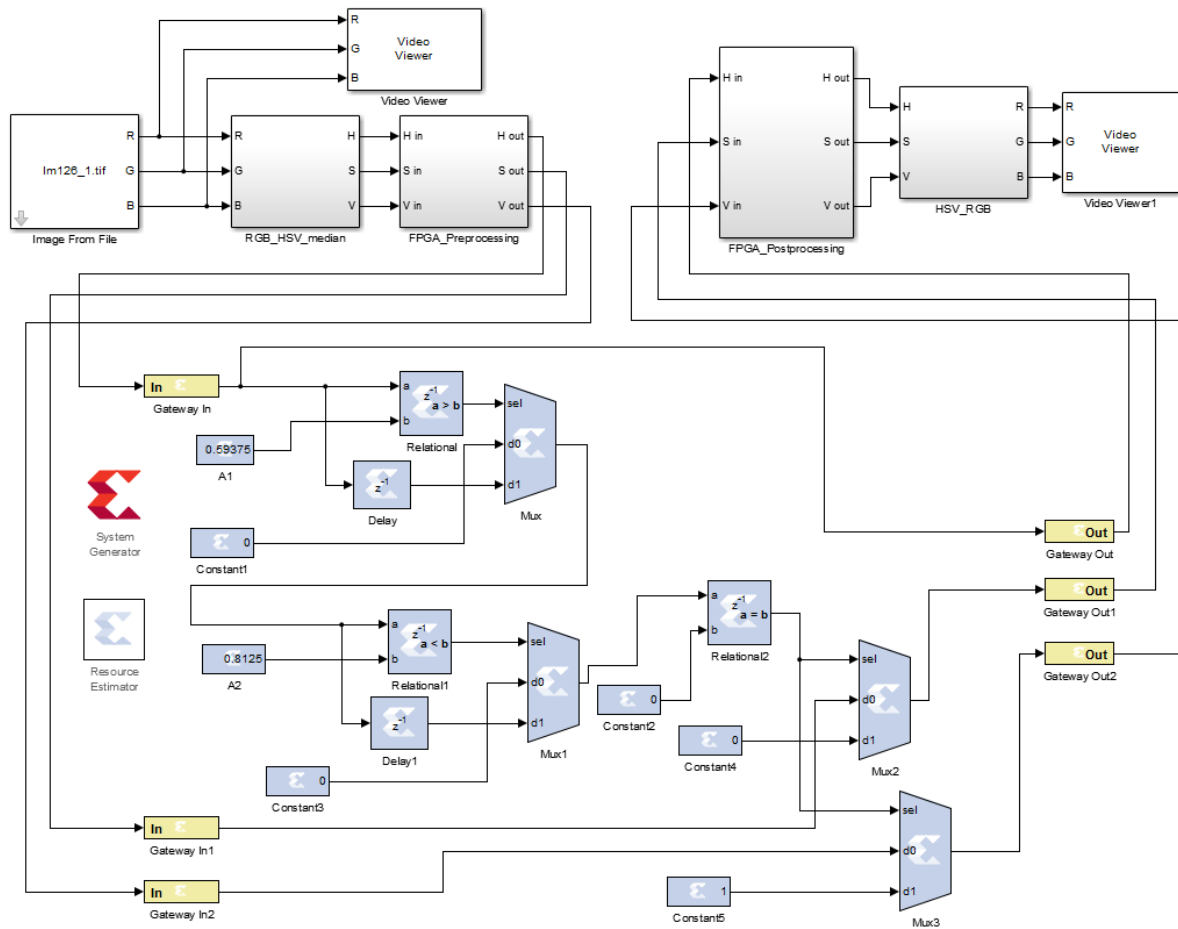 R
G
B
Video
Viewer
Video Viewer
Im126_1.tif
R
G
B
Image From File
R
G
B
H
S
V
RGB_HSV_median
H in
S in
V in
H out
S out
V out
FPGA_Preprocessing
H in
S in
V in
H out
S out
V out
FPGA_Postprocessing
H
S
V
R
G
B
HSV_RGB
R
G
B
Video
Viewer
Video Viewer1
In
Gateway In
a
b
z-1
a > b
Relational
0.59375
A1
z-1
Delay
sel
d0
d1
Mux
0
Constant1
System
Generator
Resource
Estimator
a
b
z-1
a < b
Relational1
0.8125
A2
z-1
Delay1
sel
d0
d1
Mux1
0
Constant3
a
b
z-1
a = b
Relational2
0
Constant2
0
Constant4
sel
d0
d1
Mux2
Out
Gateway Out
Out
Gateway Out1
Out
Gateway Out2
In
Gateway In1
In
Gateway In2
1
Constant5
sel
d0
d1
Mux3